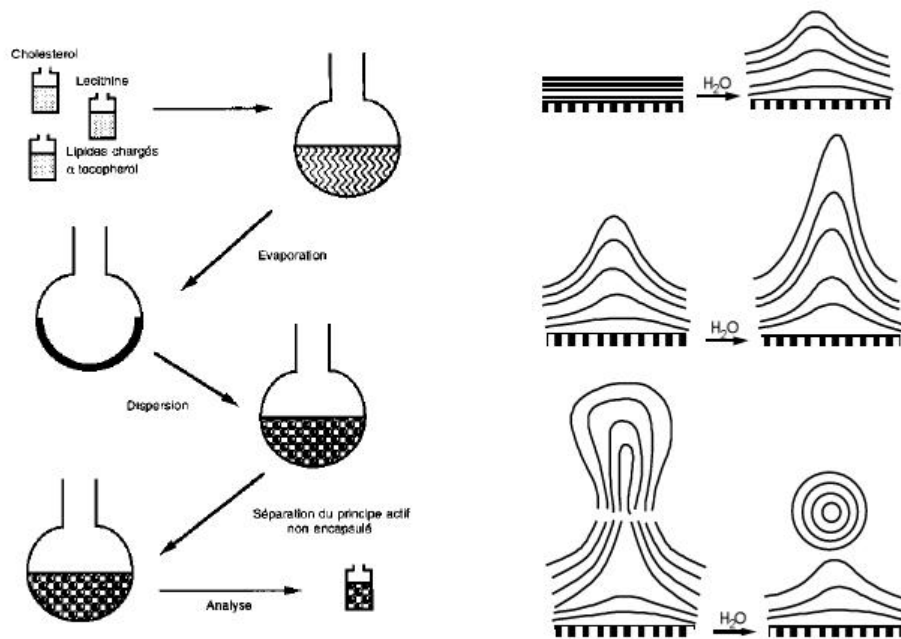 Cholesterol
Lecithine
Lipides chargés
α tocopherol
Evaporation
Dispersion
Séparation du principe actif
non encapsulé
Analyse
H₂O
H₂O
H₂O